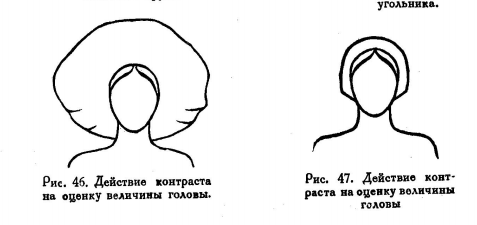 угольника.
Рис. 46. Действие контраста
на оценку величины головы.
Рис. 47. Действие конт-
раста на оценку величины
головы